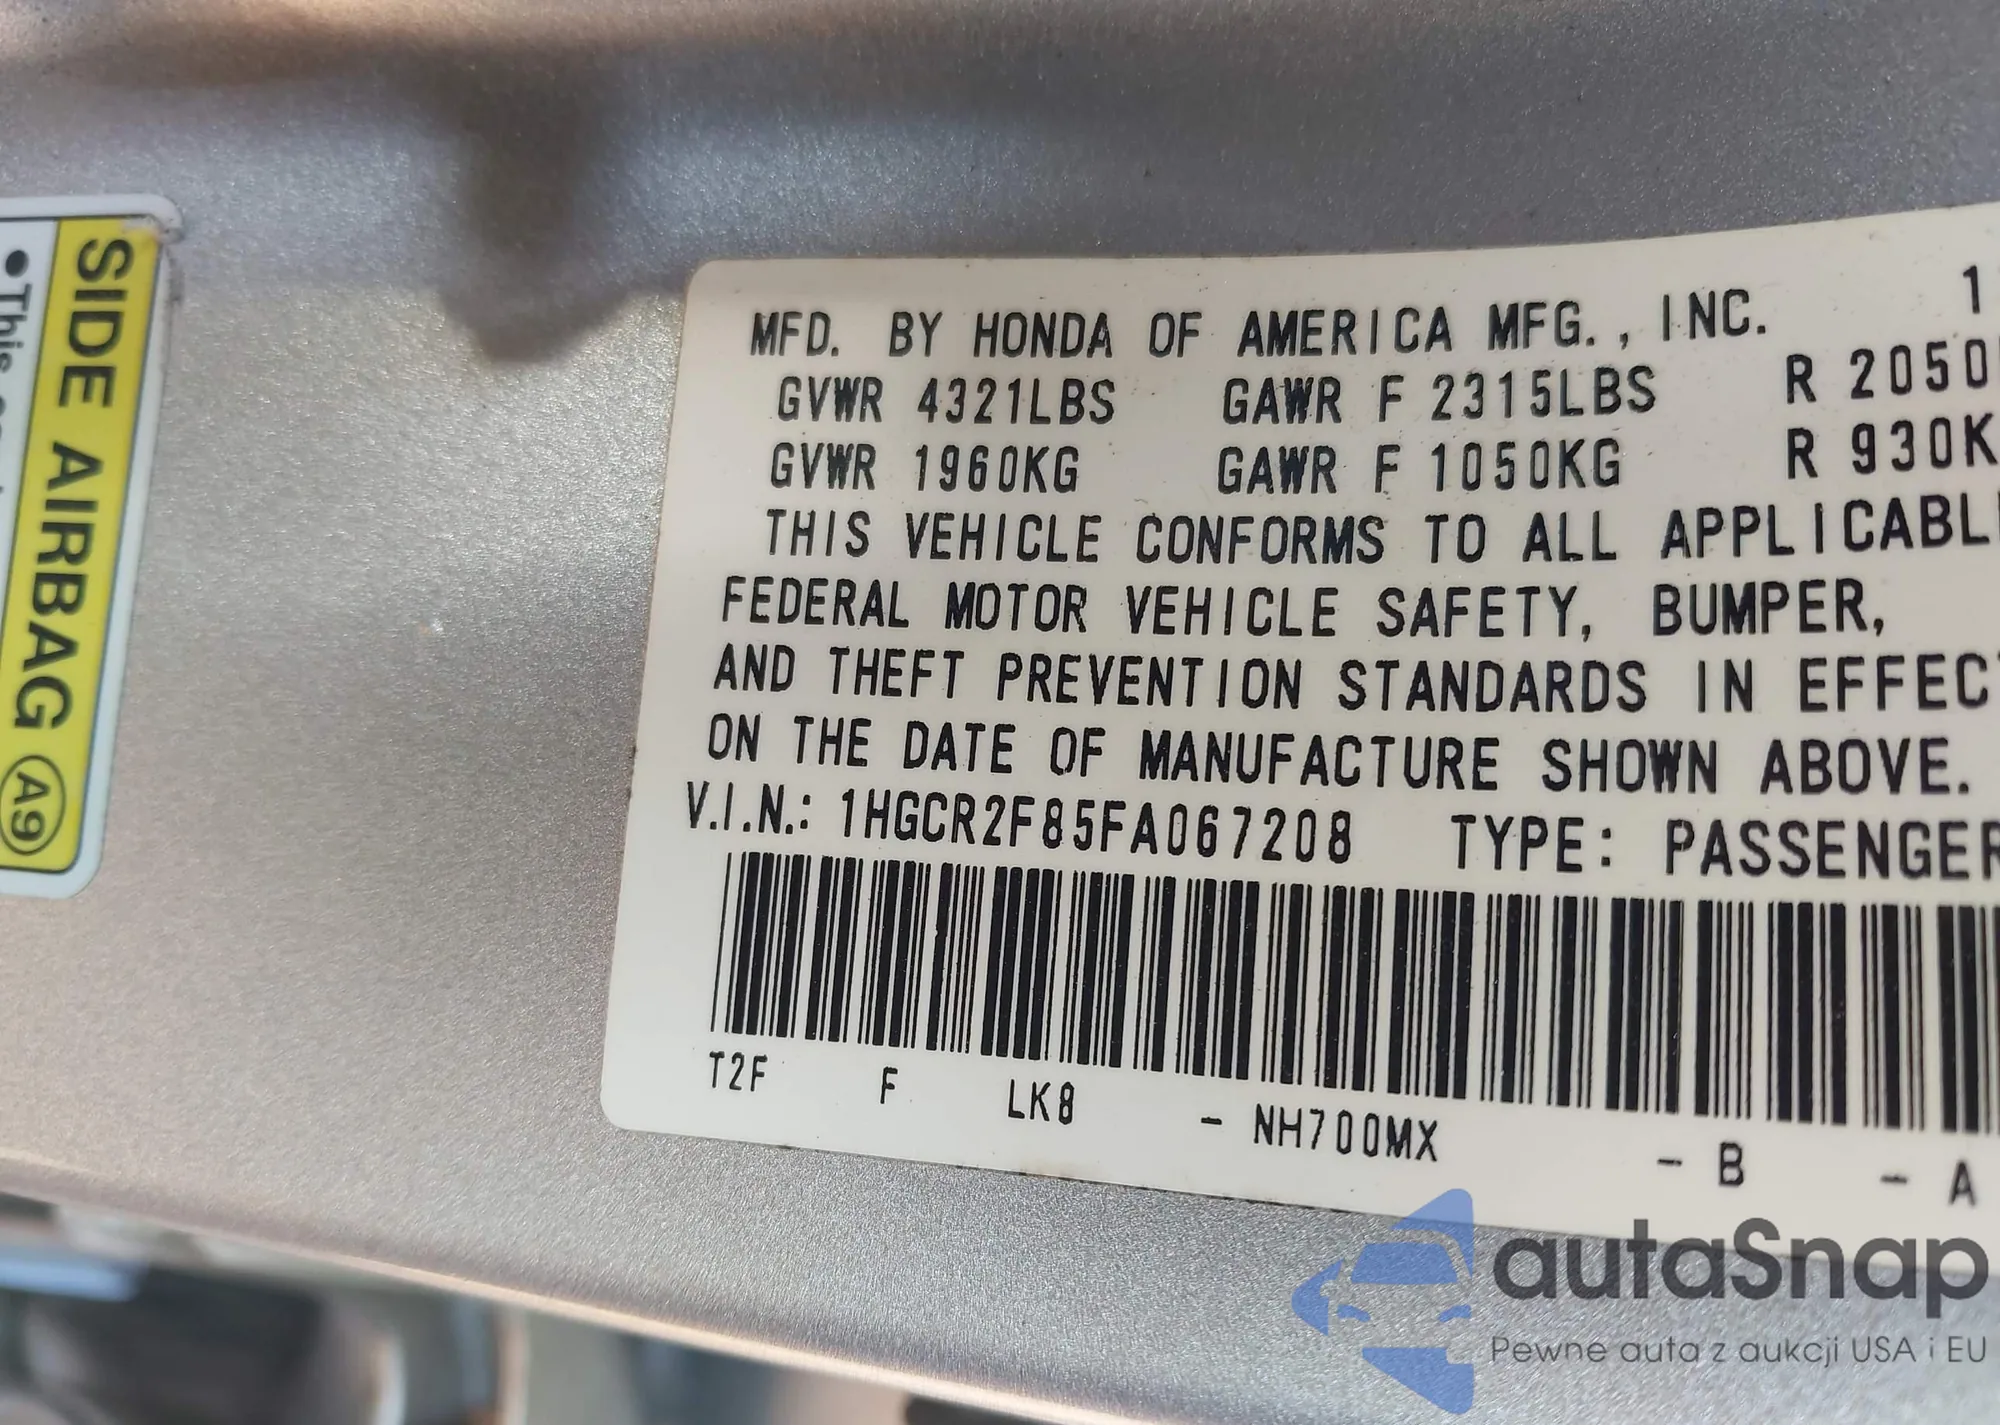 SIDE AIRBAG A9
• This
MFD. BY HONDA OF AMERICA MFG., INC. 1
GVWR 4321LBS GAWR F 2315LBS R 2050
GVWR 1960KG GAWR F 1050KG R 930K
THIS VEHICLE CONFORMS TO ALL APPLICABL
FEDERAL MOTOR VEHICLE SAFETY, BUMPER,
AND THEFT PREVENTION STANDARDS IN EFFEC
ON THE DATE OF MANUFACTURE SHOWN ABOVE.
V.I.N.: 1HGCR2F85FA067208 TYPE: PASSENGER
T2F F LK8 - NH700MX - B - A
autaSnap
Pewne auta z aukcji USA i EU